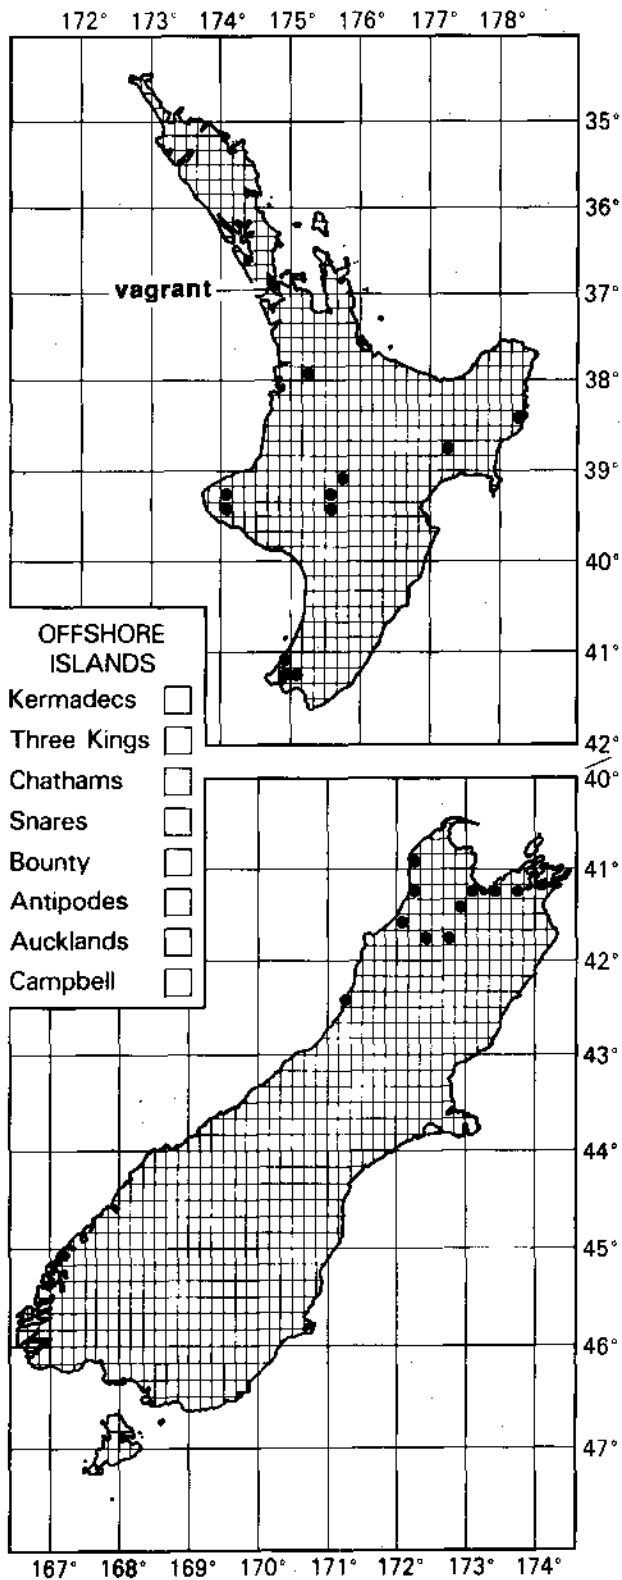 172° 173° 174° 175° 176° 177° 178°
35°
36°
vagrant
37°
38°
39°
40°
OFFSHORE
ISLANDS
41°
Kermadecs
Three Kings
42°
40°
Chathams
Snares
Bounty
41°
Antipodes
Aucklands
42°
Campbell
43°
44°
45°
46°
47°
167° 168° 169° 170° 171° 172° 173° 174°